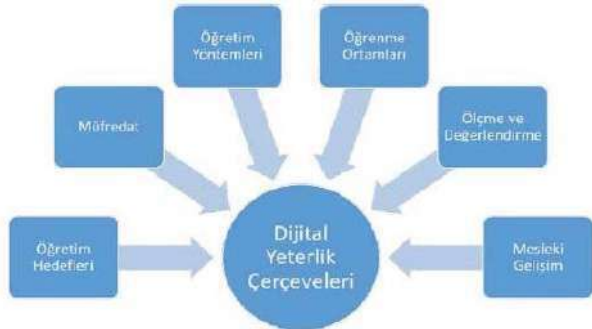 Öğretim
Yöntemleri
Öğrenme
Ortamları
Müfredat
Ölçme ve
Değerlendirme
Öğretim
Hedefleri
Dijital
Yeterlik
Çerçeveleri
Mesleki
Gelişim